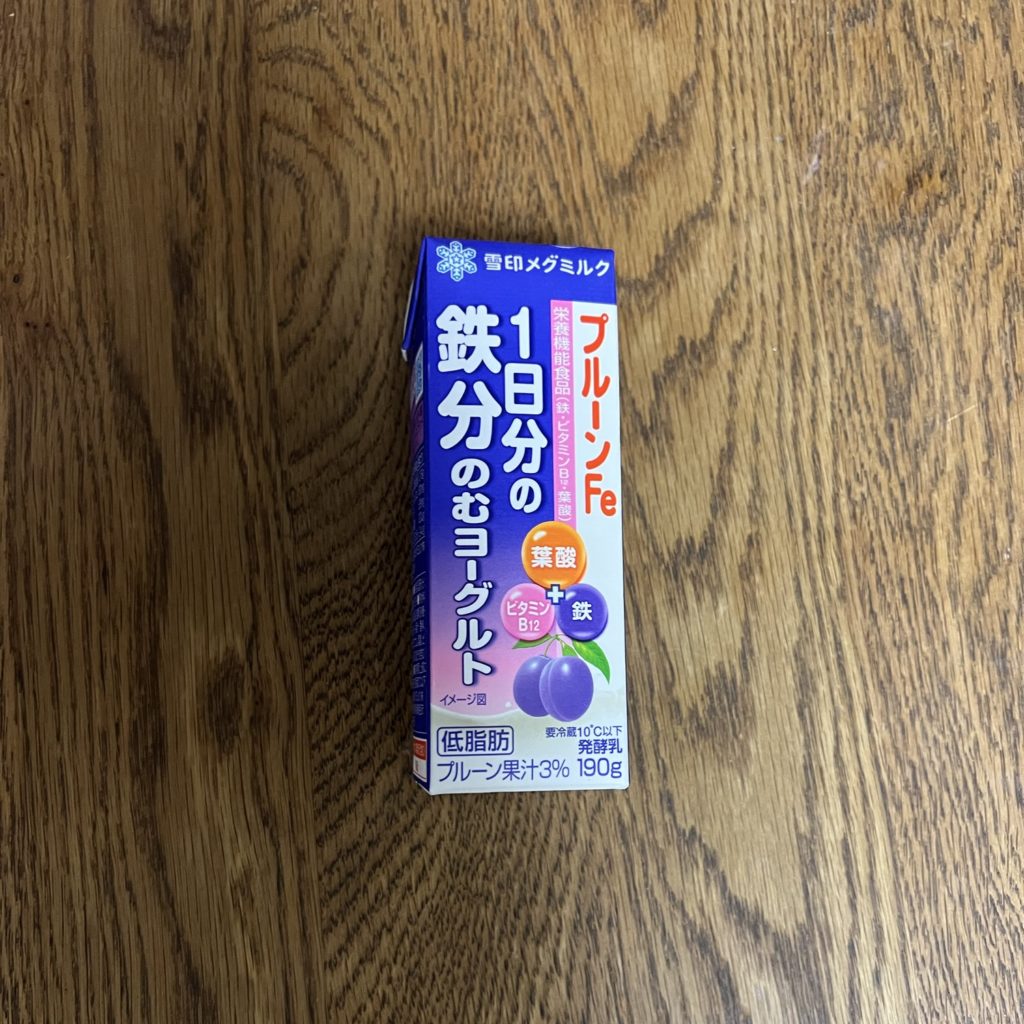 雪印メグミルク
プルーンFe
栄養機能食品(鉄・ビタミンB12・葉酸)
1日分の
鉄分のむヨーグルト
葉酸
+
ビタミン
B12
鉄
イメージ図
低脂肪
プルーン果汁3%
要冷蔵10℃以下
発酵乳
190g